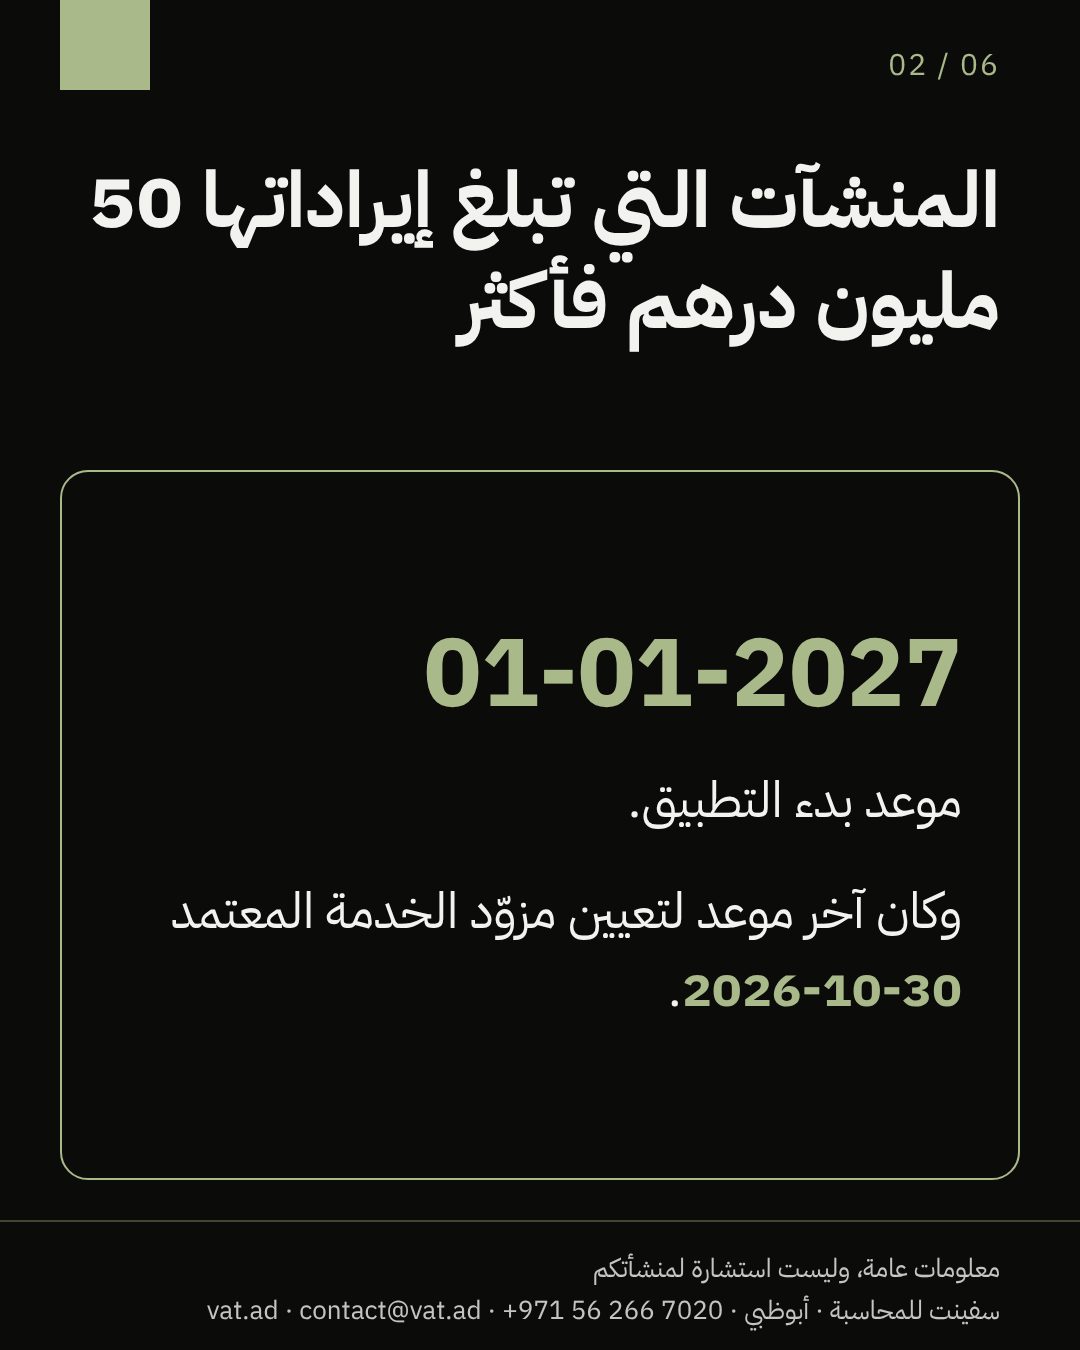 02 / 06
المنشآت التي تبلغ إيراداتها 50
مليون درهم فأكثر
01-01-2027
موعد بدء التطبيق.
وكان آخر موعد لتعيين مزوّد الخدمة المعتمد
2026-10-30.
معلومات عامة، وليست استشارة لمنشأتكم
سفينت للمحاسبة · أبوظبي · vat.ad · contact@vat.ad · +971 56 266 7020